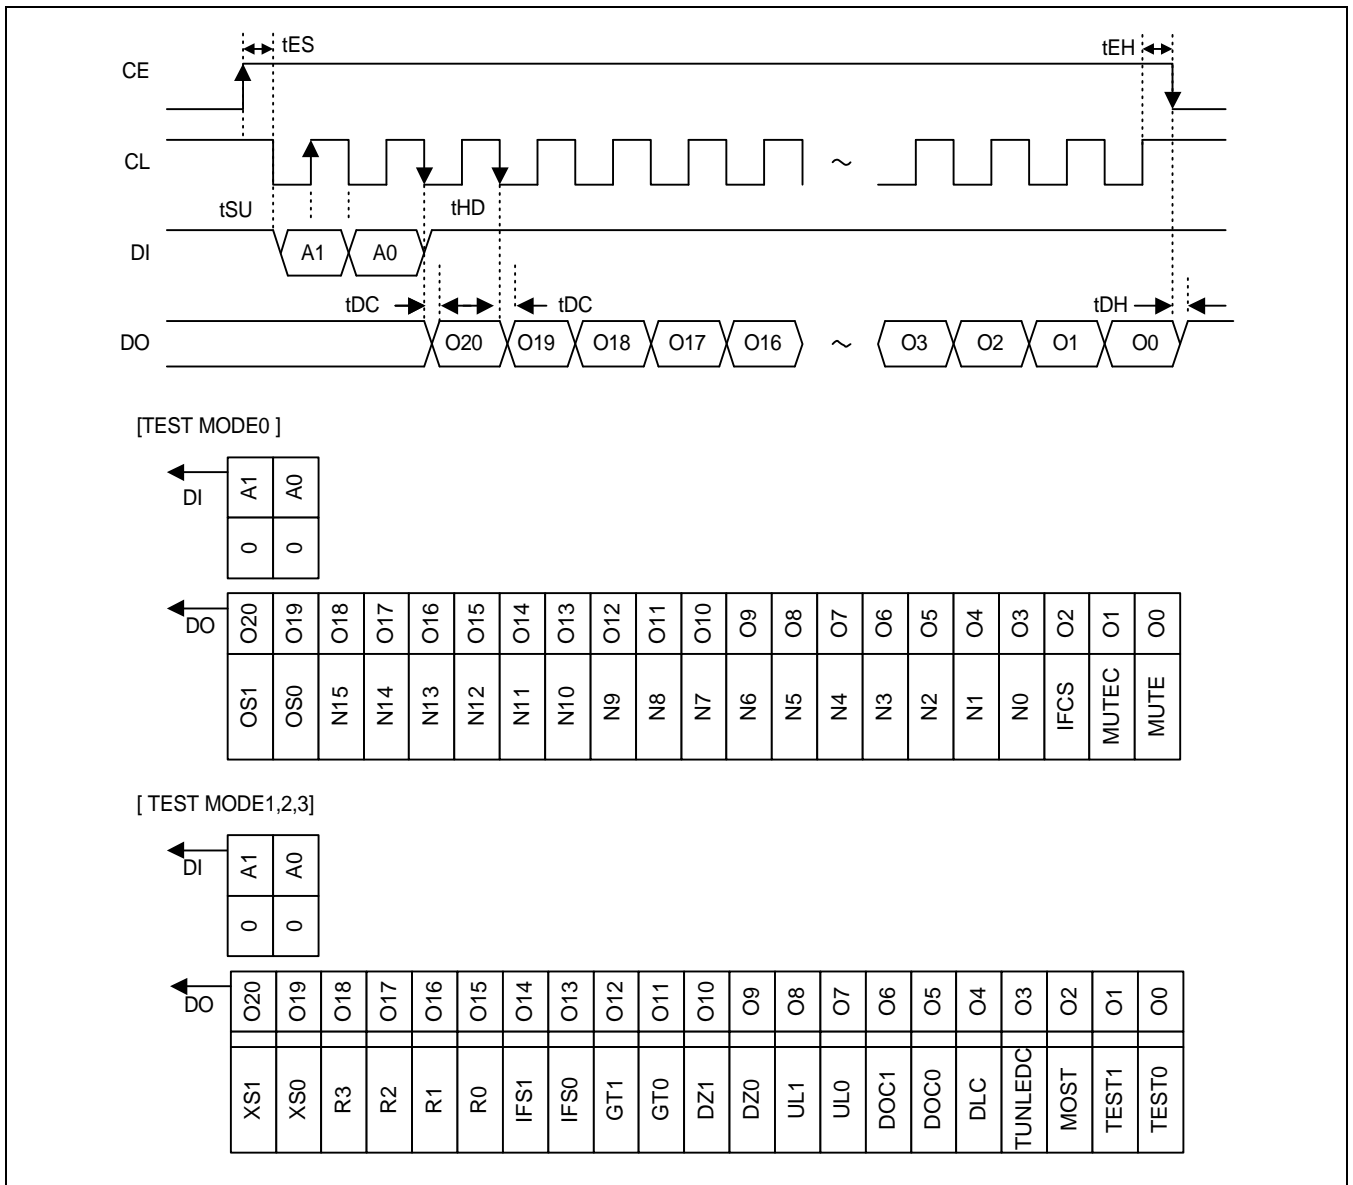 tES tEH
CE
CL
tSU tHD
DI A1 A0
tDC tDC tDH
DO O20 O19 O18 O17 O16 ~ O3 O2 O1 O0
[TEST MODE0 ]
DI A1 A0
0 0
DO O20 O19 O18 O17 O16 O15 O14 O13 O12 O11 O10 O9 O8 O7 O6 O5 O4 O3 O2 O1 O0
OS1 OS0 N15 N14 N13 N12 N11 N10 N9 N8 N7 N6 N5 N4 N3 N2 N1 N0 IFCS MUTEC MUTE
[ TEST MODE1,2,3]
DI A1 A0
0 0
DO O20 O19 O18 O17 O16 O15 O14 O13 O12 O11 O10 O9 O8 O7 O6 O5 O4 O3 O2 O1 O0
XS1 XS0 R3 R2 R1 R0 IFS1 IFS0 GT1 GT0 DZ1 DZ0 UL1 UL0 DOC1 DOC0 DLC TUNLEDC MOST TEST1 TEST0